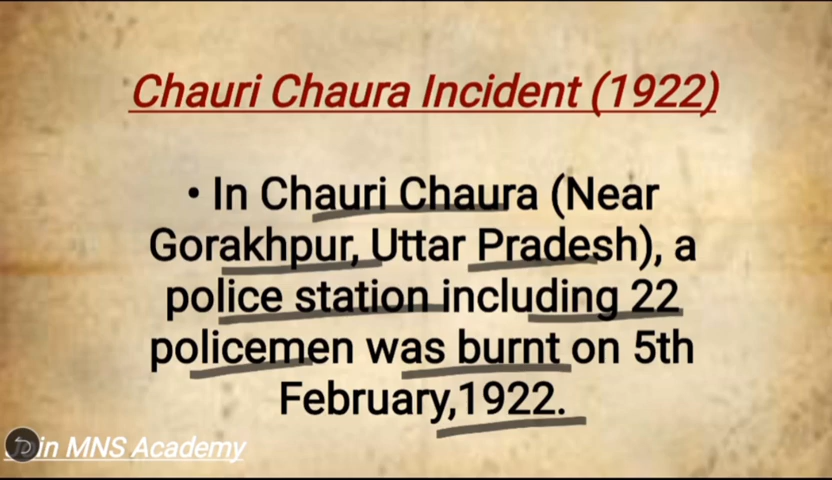 Chauri Chaura Incident (1922)
• In Chauri Chaura (Near
Gorakhpur, Uttar Pradesh), a
police station including 22
policemen was burnt on 5th
February,1922.
in MNS Academy